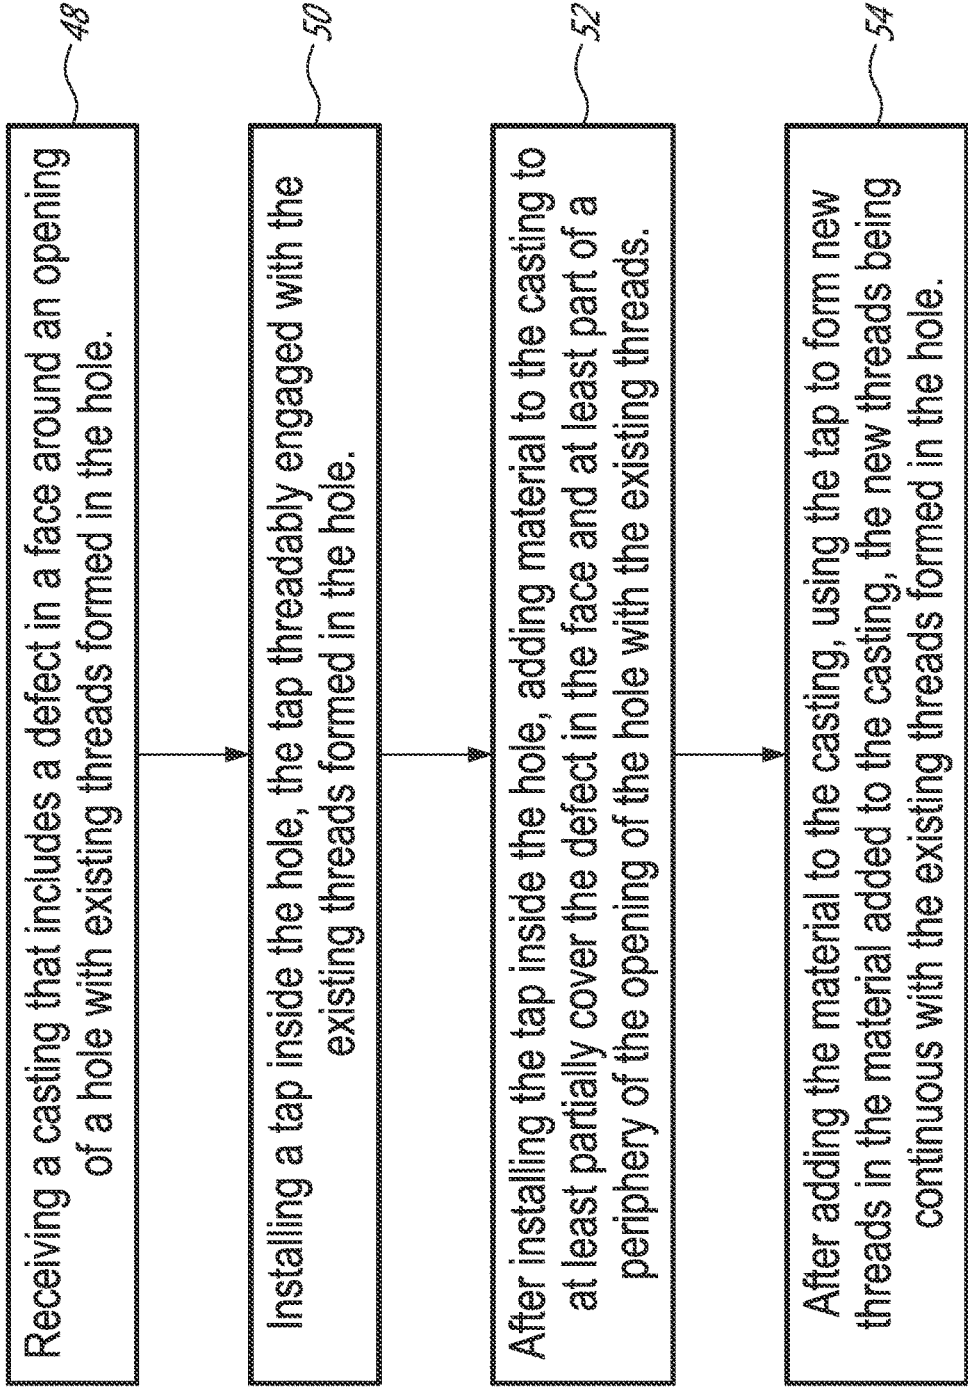 Receiving a casting that includes a defect in a face around an opening
of a hole with existing threads formed in the hole.
48
Installing a tap inside the hole, the tap threadably engaged with the
existing threads formed in the hole.
50
After installing the tap inside the hole, adding material to the casting to
at least partially cover the defect in the face and at least part of a
periphery of the opening of the hole with the existing threads.
52
After adding the material to the casting, using the tap to form new
threads in the material added to the casting, the new threads being
continuous with the existing threads formed in the hole.
54